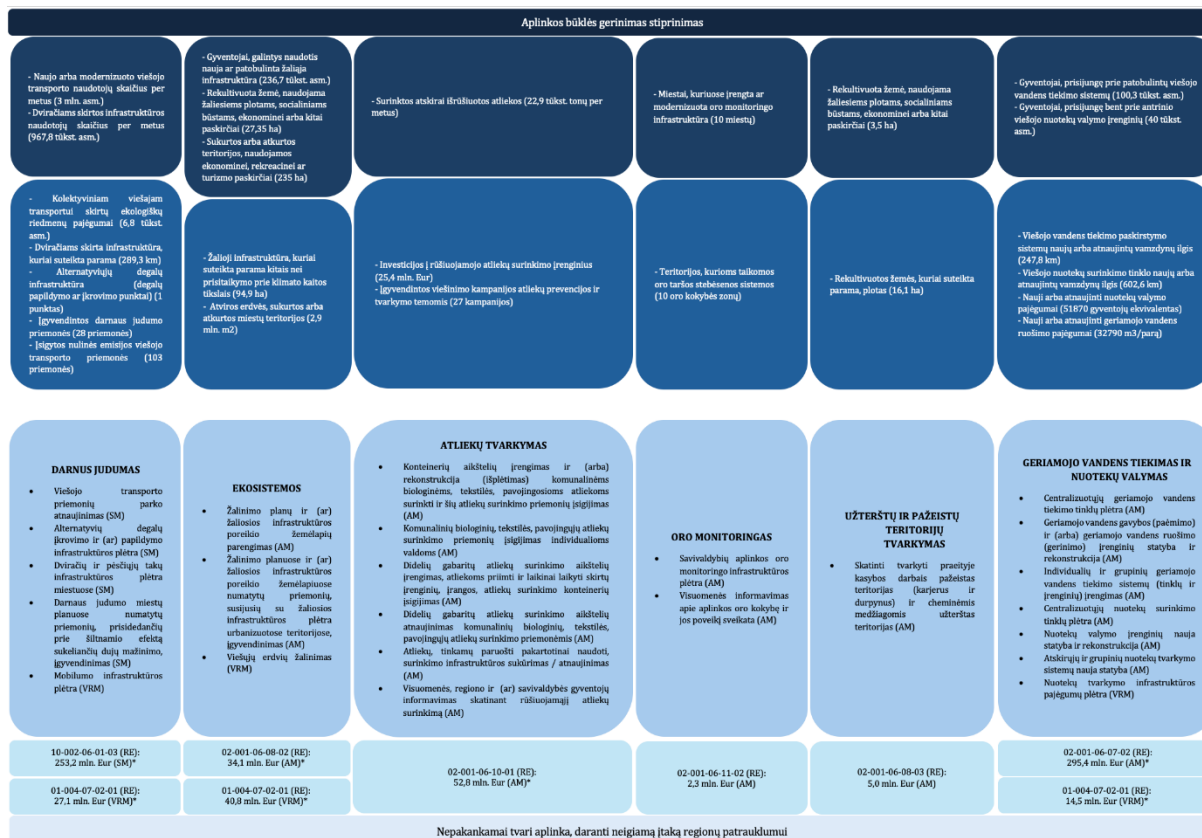 Aplinkos būklės gerinimas stiprinimas
- Naujo arba modernizuoto viešojo
transporto naudotojų skaičius per
metus (3 mln. asm.)
- Dviračiams skirtos infrastruktūros
naudotojų skaičius per metus
(967,8 tūkst. asm.)
- Gyventojai, galintys naudotis
nauja ar patobulinta žaliąja
infrastruktūra (236,7 tūkst. asm.)
- Rekultivuota žemė, naudojama
žaliesiems plotams, socialiniams
būstams, ekonominei arba kitai
paskirčiai (27,35 ha)
- Sukurtos arba atkurtos
teritorijos, naudojamos
ekonominei, rekreacinei ar
turizmo paskirčiai (235 ha)
- Surinktos atskirai išrūšiuotos atliekos (22,9 tūkst. tonų per
metus)
- Miestai, kuriuose įrengta ar
modernizuota oro monitoringo
infrastruktūra (10 miestų)
- Rekultivuota žemė, naudojama
žaliesiems plotams, socialiniams
būstams, ekonominei arba kitai
paskirčiai (3,5 ha)
- Gyventojai, prisijungę prie patobulintų viešojo
vandens tiekimo sistemų (100,3 tūkst. asm.)
- Gyventojai, prisijungę bent prie antrinio
viešojo nuotekų valymo įrenginių (40 tūkst.
asm.)
- Kolektyviniam viešajam
transportui skirtų ekologiškų
riedmenų pajėgumai (6,8 tūkst.
asm.)
- Dviračiams skirta infrastruktūra,
kuriai suteikta parama (289,3 km)
- Alternatyviųjų degalų
infrastruktūra (degalų
papildymo ar įkrovimo punktai) (1
punktas)
- Įgyvendintos darnaus judumo
priemonės (28 priemonės)
- Įsigytos nulinės emisijos viešojo
transporto priemonės (103
priemonės)
- Žalioji infrastruktūra, kuriai
suteikta parama kitais nei
prisitaikymo prie klimato kaitos
tikslais (94,9 ha)
- Atviros erdvės, sukurtos arba
atkurtos miestų teritorijos (2,9
mln. m2)
- Investicijos į rūšiuojamojo atliekų surinkimo įrenginius
(25,4 mln. Eur)
- Įgyvendintos viešinimo kampanijos atliekų prevencijos ir
tvarkymo temomis (27 kampanijos)
- Teritorijos, kurioms taikomos
oro taršos stebėsenos sistemos
(10 oro kokybės zonų)
- Rekultivuotos žemės, kuriai suteikta
parama, plotas (16,1 ha)
- Viešojo vandens tiekimo paskirstymo
sistemų naujų arba atnaujintų vamzdynų ilgis
(247,8 km)
- Viešojo nuotekų surinkimo tinklo naujų arba
atnaujintų vamzdynų ilgis (602,6 km)
- Nauji arba atnaujinti nuotekų valymo
pajėgumai (51870 gyventojų ekvivalentas)
- Nauji arba atnaujinti geriamojo vandens
ruošimo pajėgumai (32790 m3/parą)
DARNUS JUDUMAS
• Viešojo transporto
priemonių parko
atnaujinimas (SM)
• Alternatyvių degalų
įkrovimo ir (ar) papildymo
infrastruktūros plėtra (SM)
• Dviračių ir pėsčiųjų takų
infrastruktūros plėtra
miestuose (SM)
• Darnaus judumo miestų
planuose numatytų
priemonių, prisidedančių
prie šiltnamio efektą
sukeliančių dujų mažinimo,
įgyvendinimas (SM)
• Mobilumo infrastruktūros
plėtra (VRM)
EKOSISTEMOS
• Žalinimo planų ir (ar)
žaliosios infrastruktūros
poreikio žemėlapių
parengimas (AM)
• Žalinimo planuose ir (ar)
žaliosios infrastruktūros
poreikio žemėlapiuose
numatytų priemonių,
susijusių su žaliosios
infrastruktūros plėtra
urbanizuotose teritorijose,
įgyvendinimas (AM)
• Viešųjų erdvių žalinimas
(VRM)
ATLIEKŲ TVARKYMAS
• Konteinerių aikštelių įrengimas ir (arba)
rekonstrukcija (išplėtimas) komunalinėms
biologinėms, tekstilės, pavojingosioms atliekoms
surinkti ir šių atliekų surinkimo priemonių įsigijimas
(AM)
• Komunalinių biologinių, tekstilės, pavojingųjų atliekų
surinkimo priemonių įsigijimas individualioms
valdoms (AM)
• Didelių gabaritų atliekų surinkimo aikštelių
įrengimas, atliekoms priimti ir laikinai laikyti skirtų
įrenginių, įrangos, atliekų surinkimo konteinerių
įsigijimas (AM)
• Didelių gabaritų atliekų surinkimo aikštelių
atnaujinimas komunalinių biologinių, tekstilės,
pavojingųjų atliekų surinkimo priemonėmis (AM)
• Atliekų, tinkamų paruošti pakartotinai naudoti,
surinkimo infrastruktūros sukūrimas / atnaujinimas
(AM)
• Visuomenės, regiono ir (ar) savivaldybės gyventojų
informavimas skatinant rūšiuojamąjį atliekų
surinkimą (AM)
ORO MONITORINGAS
• Savivaldybių aplinkos oro
monitoringo infrastruktūros
plėtra (AM)
• Visuomenės informavimas
apie aplinkos oro kokybę ir
jos poveikį sveikata (AM)
UŽTERŠTŲ IR PAŽEISTŲ
TERITORIJŲ
TVARKYMAS
• Skatinti tvarkyti praeityje
kasybos darbais pažeistas
teritorijas (karjerus ir
durpynus) ir cheminėmis
medžiagomis užterštas
teritorijas (AM)
GERIAMOJO VANDENS TIEKIMAS IR
NUOTEKŲ VALYMAS
• Centralizuotųjų geriamojo vandens
tiekimo tinklų plėtra (AM)
• Geriamojo vandens gavybos (paėmimo)
ir (arba) geriamojo vandens ruošimo
(gerinimo) įrenginių statyba ir
rekonstrukcija (AM)
• Individualių ir grupinių geriamojo
vandens tiekimo sistemų (tinklų ir
įrenginių) įrengimas (AM)
• Centralizuotų nuotekų surinkimo
tinklų plėtra (AM)
• Nuotekų valymo įrenginių nauja
statyba ir rekonstrukcija (AM)
• Atskirųjų ir grupinių nuotekų tvarkymo
sistemų nauja statyba (AM)
• Nuotekų tvarkymo infrastruktūros
pajėgumų plėtra (VRM)
10-002-06-01-03 (RE):
253,2 mln. Eur (SM)*
01-004-07-02-01 (RE):
27,1 mln. Eur (VRM)*
02-001-06-08-02 (RE):
34,1 mln. Eur (AM)*
01-004-07-02-01 (RE):
40,8 mln. Eur (VRM)*
02-001-06-10-01 (RE):
52,8 mln. Eur (AM)*
02-001-06-11-02 (RE):
2,3 mln. Eur (AM)
02-001-06-08-03 (RE):
5,0 mln. Eur (AM)
02-001-06-07-02 (RE):
295,4 mln. Eur (AM)*
01-004-07-02-01 (RE):
14,5 mln. Eur (VRM)*
Nepakankamai tvari aplinka, daranti neigiamą įtaką regionų patrauklumui